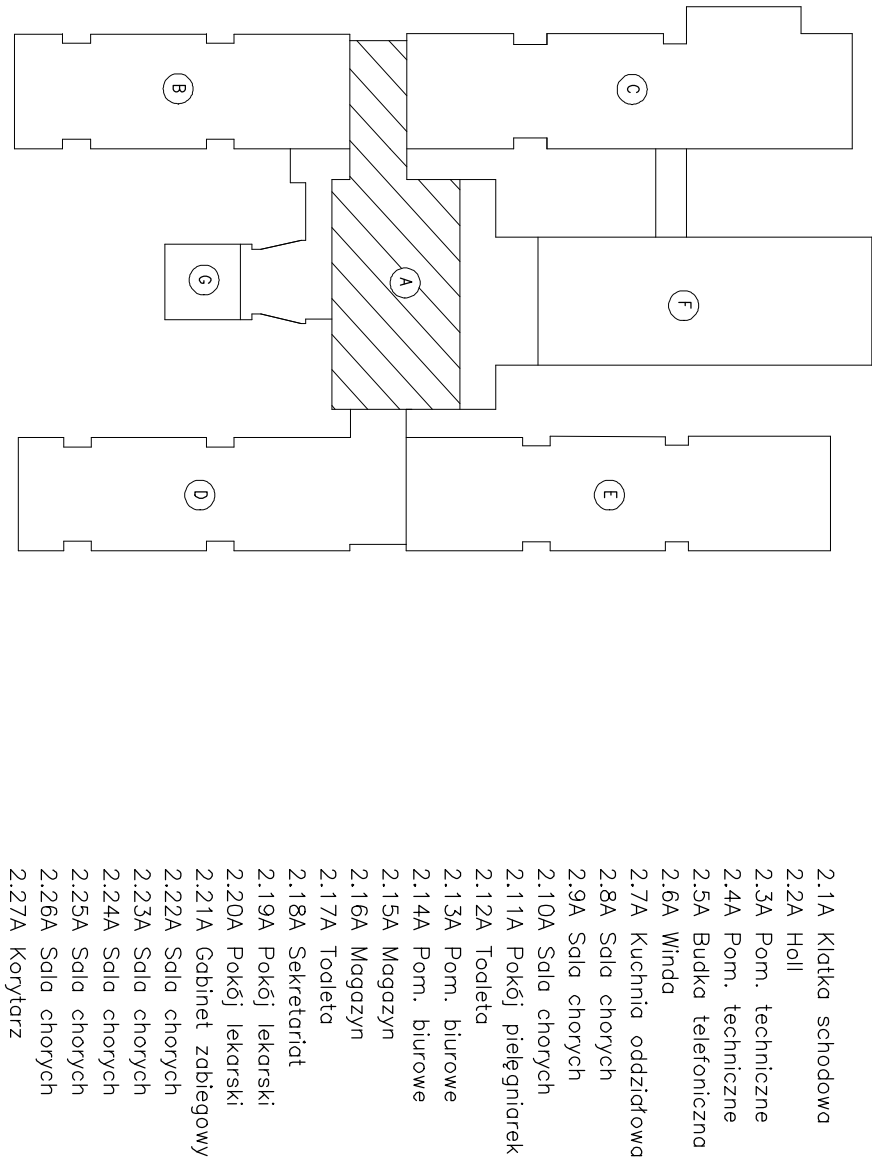 B
C
G
A
F
D
E
2.1A Klatka schodowa
2.2A Holl
2.3A Pom. techniczne
2.4A Pom. techniczne
2.5A Budka telefoniczna
2.6A Winda
2.7A Kuchnia oddziałowa
2.8A Sala chorych
2.9A Sala chorych
2.10A Sala chorych
2.11A Pokój pielęgniarek
2.12A Toaleta
2.13A Pom. biurowe
2.14A Pom. biurowe
2.15A Magazyn
2.16A Magazyn
2.17A Toaleta
2.18A Sekretariat
2.19A Pokój lekarski
2.20A Pokój lekarski
2.21A Gabinet zabiegowy
2.22A Sala chorych
2.23A Sala chorych
2.24A Sala chorych
2.25A Sala chorych
2.26A Sala chorych
2.27A Korytarz